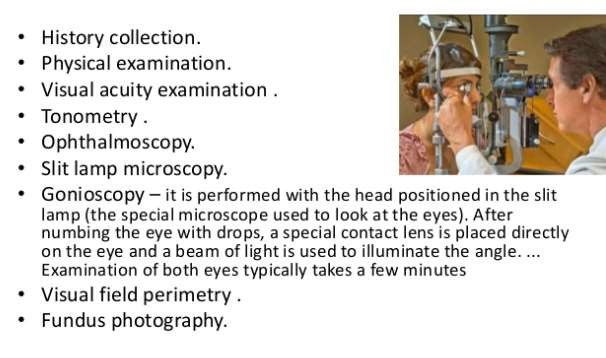 • History collection.
• Physical examination.
• Visual acuity examination .
• Tonometry .
• Ophthalmoscopy.
• Slit lamp microscopy.
• Gonioscopy – it is performed with the head positioned in the slit
lamp (the special microscope used to look at the eyes). After
numbing the eye with drops, a special contact lens is placed directly
on the eye and a beam of light is used to illuminate the angle. ...
Examination of both eyes typically takes a few minutes
• Visual field perimetry .
• Fundus photography.